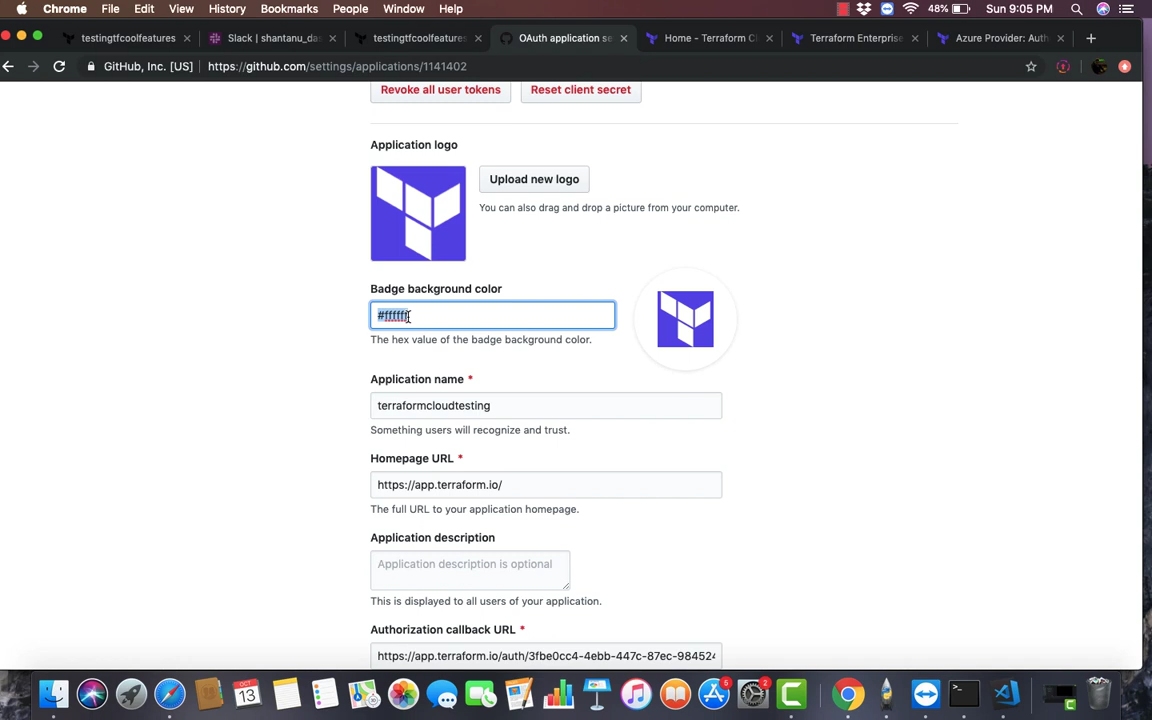 Chrome File Edit View History Bookmarks People Window Help 48% Sun 9:05 PM
testingtfcoolfeatures Slack | shantanu_da testingtfcoolfeatures OAuth application se Home - Terraform C Terraform Enterprise Azure Provider: Auth
GitHub, Inc. [US] https://github.com/settings/applications/1141402
Revoke all user tokens Reset client secret
Application logo
Upload new logo
You can also drag and drop a picture from your computer.
Badge background color
#ffffff
The hex value of the badge background color.
Application name *
terraformcloudtesting
Something users will recognize and trust.
Homepage URL *
https://app.terraform.io/
The full URL to your application homepage.
Application description
Application description is optional
This is displayed to all users of your application.
Authorization callback URL *
https://app.terraform.io/auth/3fbe0cc4-4ebb-447c-87ec-98452
OCT
13
5
2